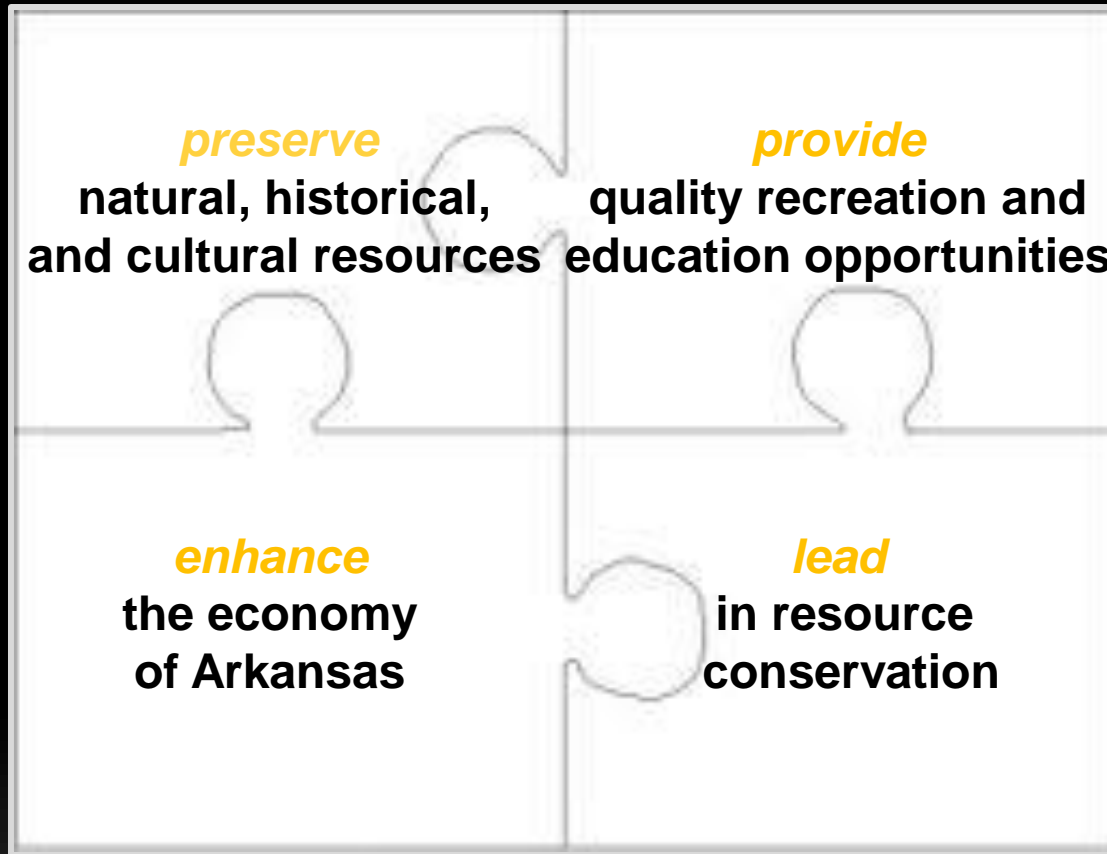 preserve
natural, historical,
and cultural resources
provide
quality recreation and
education opportunities
enhance
the economy
of Arkansas
lead
in resource
conservation